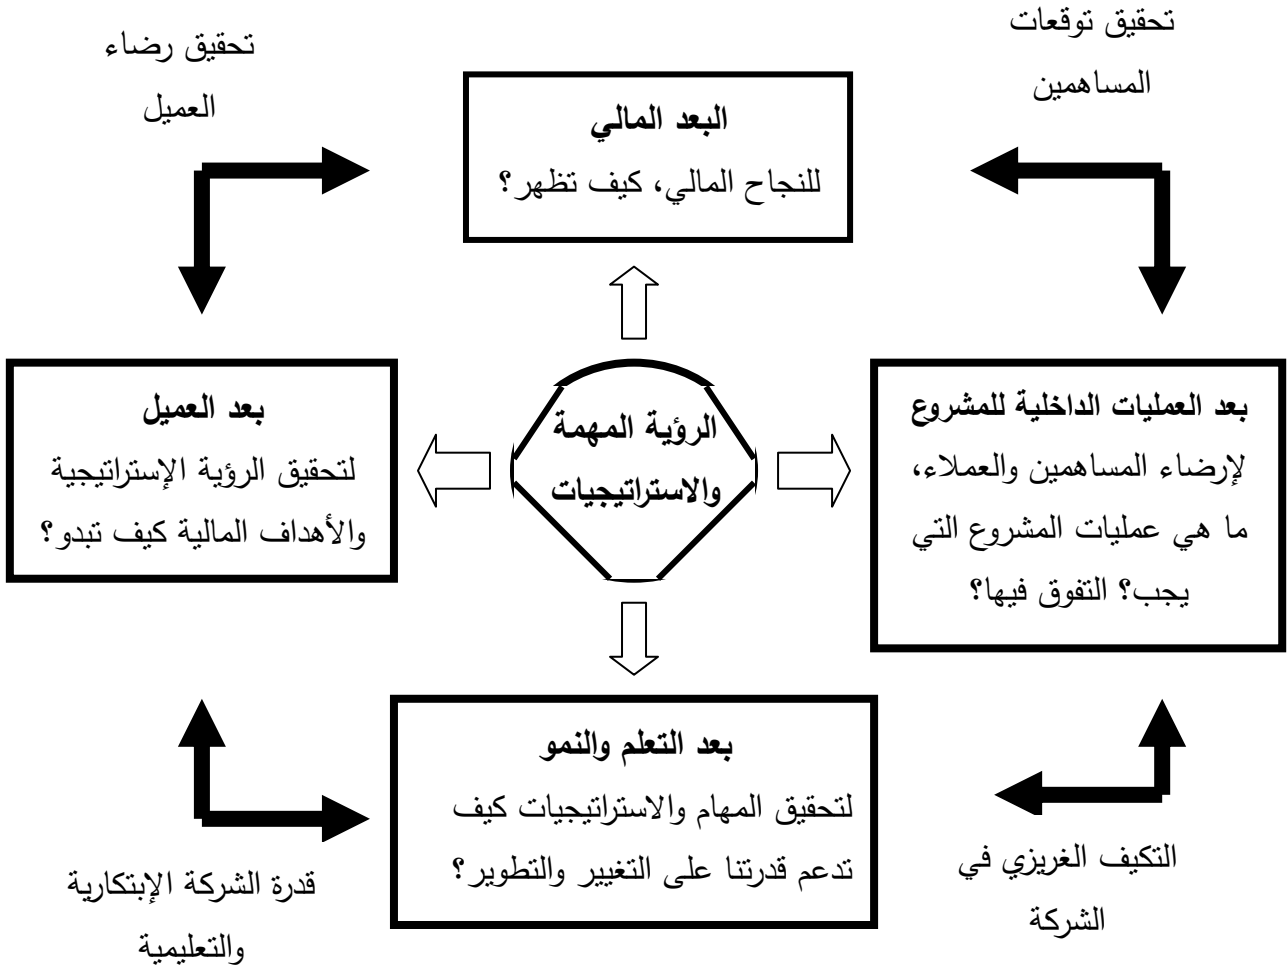 تحقيق توقعات
المساهمين
تحقيق رضاء
العميل
البعد المالي
للنجاح المالي، كيف تظهر؟
بعد العمليات الداخلية للمشروع
لإرضاء المساهمين والعملاء،
ما هي عمليات المشروع التي
يجب؟ التفوق فيها؟
الرؤية المهمة
والاستراتيجيات
بعد العميل
لتحقيق الرؤية الإستراتيجية
والأهداف المالية كيف تبدو؟
بعد التعلم والنمو
لتحقيق المهام والاستراتيجيات كيف
تدعم قدرتنا على التغيير والتطوير؟
التكيف الغريزي في
الشركة
قدرة الشركة الإبتكارية
والتعليمية